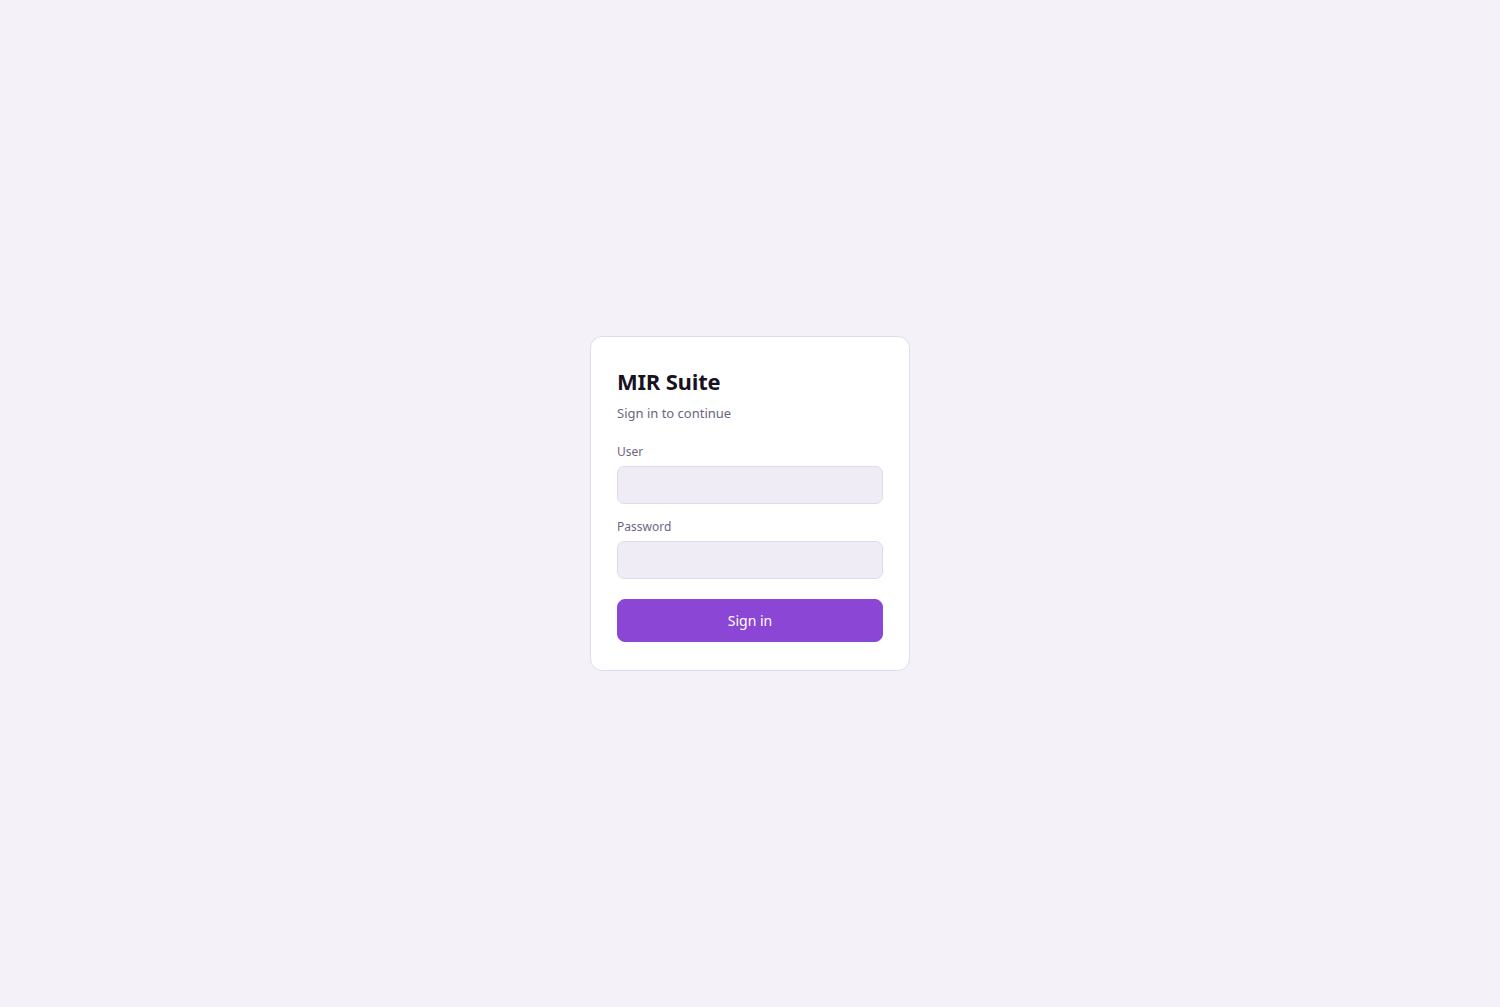 MIR Suite
Sign in to continue
User
Password
Sign in